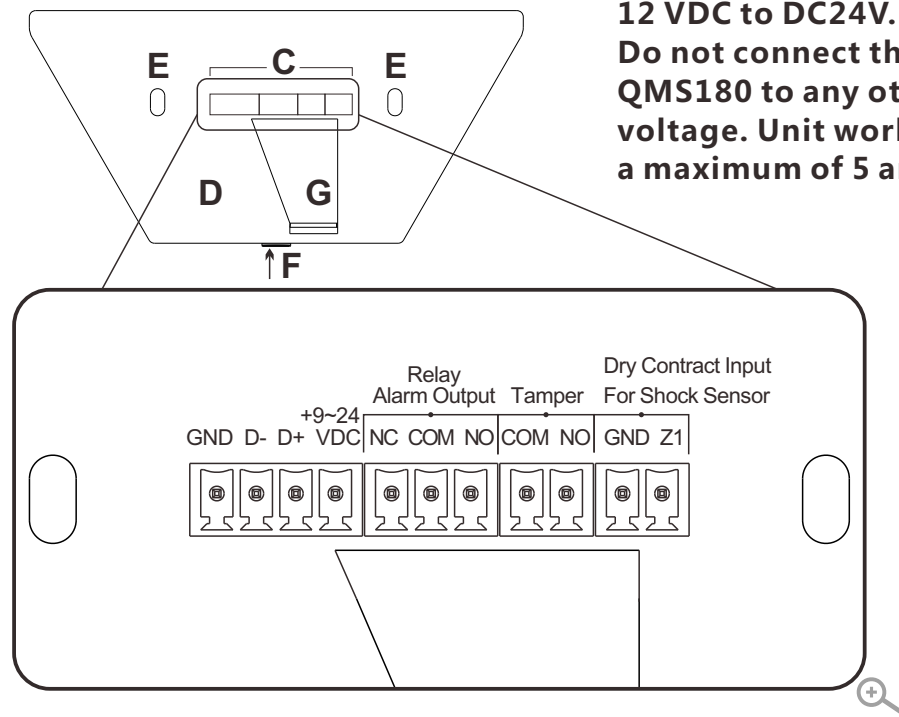 12 VDC to DC24V.
Do not connect th
QMS180 to any ot
voltage. Unit work
a maximum of 5 a
E C E
D G
F
Relay
Alarm Output
Tamper
Dry Contract Input
For Shock Sensor
+9~24
GND D- D+ VDC NC COM NO COM NO GND Z1